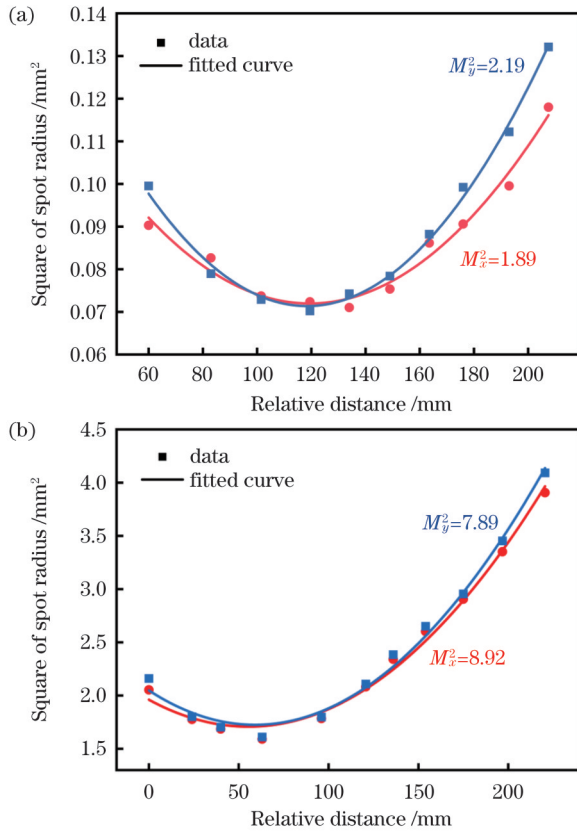 (a)
0.14
0.13
0.12
0.11
0.10
0.09
0.08
0.07
0.06
Square of spot radius /mm²
data
fitted curve
M²y=2.19
M²x=1.89
60 80 100 120 140 160 180 200
Relative distance /mm
(b)
4.5
4.0
3.5
3.0
2.5
2.0
1.5
Square of spot radius /mm²
data
fitted curve
M²y=7.89
M²x=8.92
0 50 100 150 200
Relative distance /mm